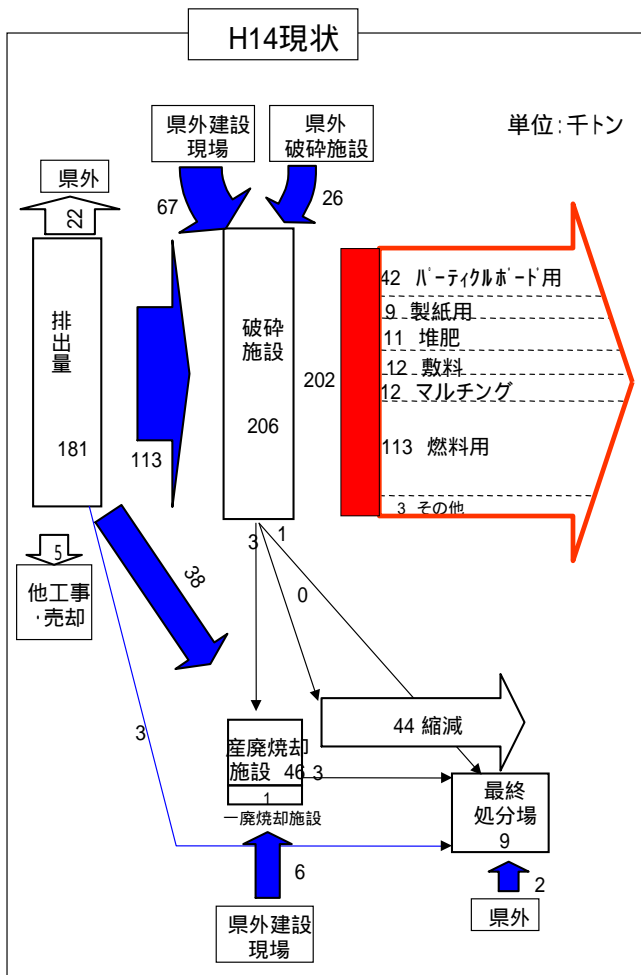 H14現状
単位:千トン
県外建設
現場
県外
破砕施設
県外
22
67
26
排出量
181
113
破砕
施設
206
202
42 パーティクルボード用
9 製紙用
11 堆肥
12 敷料
12 マルチング
113 燃料用
3 その他
5
他工事
・売却
38
3
1
0
3
44 縮減
産廃焼却
施設 46
3
1
一廃焼却施設
最終
処分場
9
6
県外建設
現場
2
県外